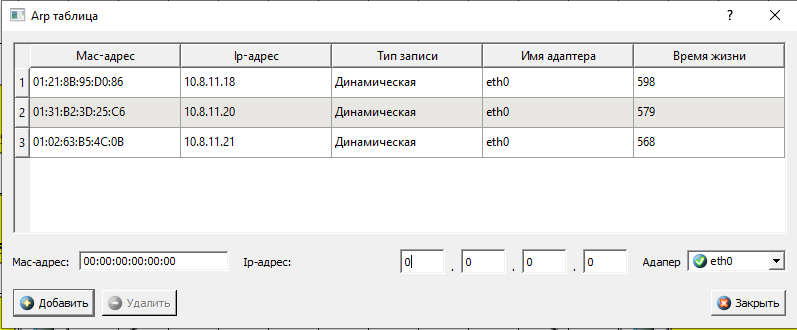 Arp таблица
Mac-адрес Ip-адрес Тип записи Имя адаптера Время жизни
1 01:21:8B:95:D0:86 10.8.11.18 Динамическая eth0 598
2 01:31:B2:3D:25:C6 10.8.11.20 Динамическая eth0 579
3 01:02:63:B5:4C:0B 10.8.11.21 Динамическая eth0 568
Mac-адрес: 00:00:00:00:00:00 Ip-адрес: 0 . 0 . 0 . 0 Адапер eth0
Добавить Удалить Закрыть